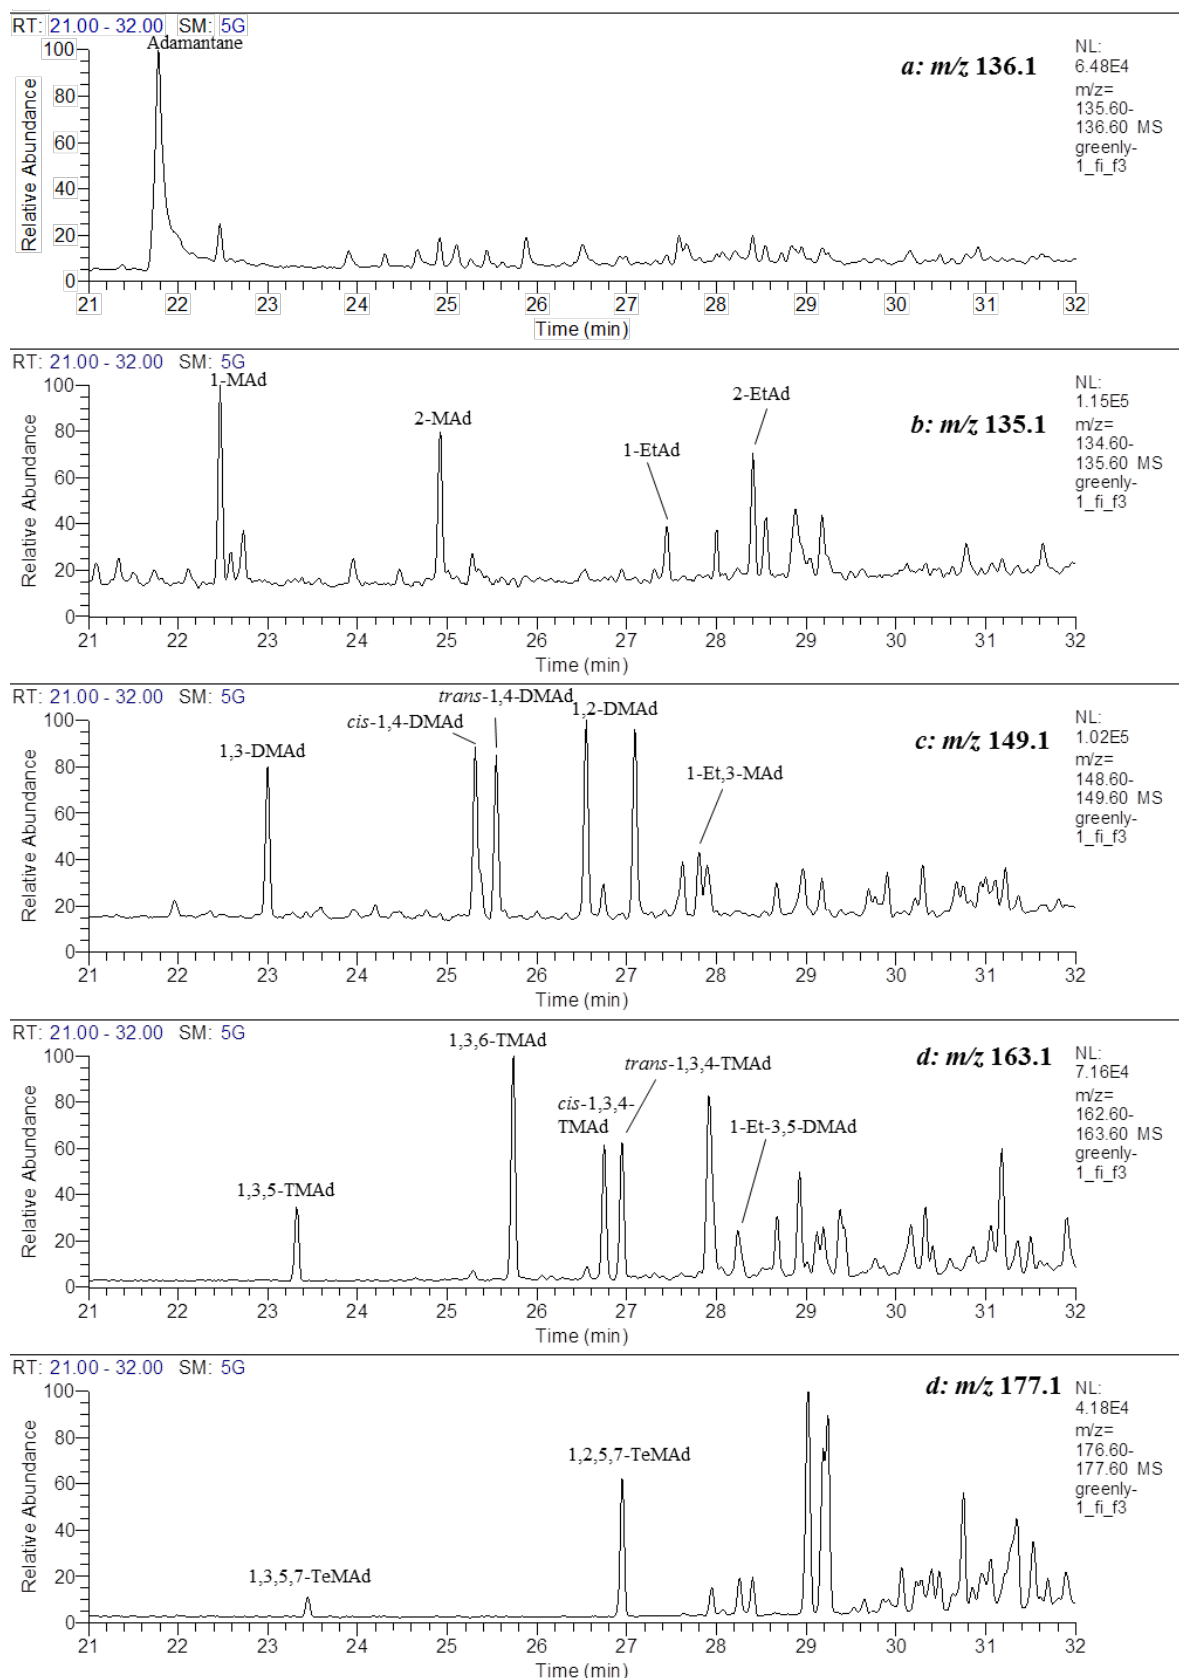 RT: 21.00 - 32.00 SM: 5G
Adamantane
a: m/z 136.1
NL:
6.48E4
m/z=
135.60-
136.60 MS
greenly-
1_fi_f3
Relative Abundance
100
80
60
40
20
0
21 22 23 24 25 26 27 28 29 30 31 32
Time (min)
RT: 21.00 - 32.00 SM: 5G
1-MAd
2-MAd
1-EtAd
2-EtAd
b: m/z 135.1
NL:
1.15E5
m/z=
134.60-
135.60 MS
greenly-
1_fi_f3
Relative Abundance
100
80
60
40
20
0
21 22 23 24 25 26 27 28 29 30 31 32
Time (min)
RT: 21.00 - 32.00 SM: 5G
1,3-DMAd
cis-1,4-DMAd
trans-1,4-DMAd
1,2-DMAd
1-Et,3-MAd
c: m/z 149.1
NL:
1.02E5
m/z=
148.60-
149.60 MS
greenly-
1_fi_f3
Relative Abundance
100
80
60
40
20
0
21 22 23 24 25 26 27 28 29 30 31 32
Time (min)
RT: 21.00 - 32.00 SM: 5G
1,3,5-TMAd
1,3,6-TMAd
cis-1,3,4-
TMAd
trans-1,3,4-TMAd
1-Et-3,5-DMAd
d: m/z 163.1
NL:
7.16E4
m/z=
162.60-
163.60 MS
greenly-
1_fi_f3
Relative Abundance
100
80
60
40
20
0
21 22 23 24 25 26 27 28 29 30 31 32
Time (min)
RT: 21.00 - 32.00 SM: 5G
1,3,5,7-TeMAd
1,2,5,7-TeMAd
d: m/z 177.1
NL:
4.18E4
m/z=
176.60-
177.60 MS
greenly-
1_fi_f3
Relative Abundance
100
80
60
40
20
0
21 22 23 24 25 26 27 28 29 30 31 32
Time (min)